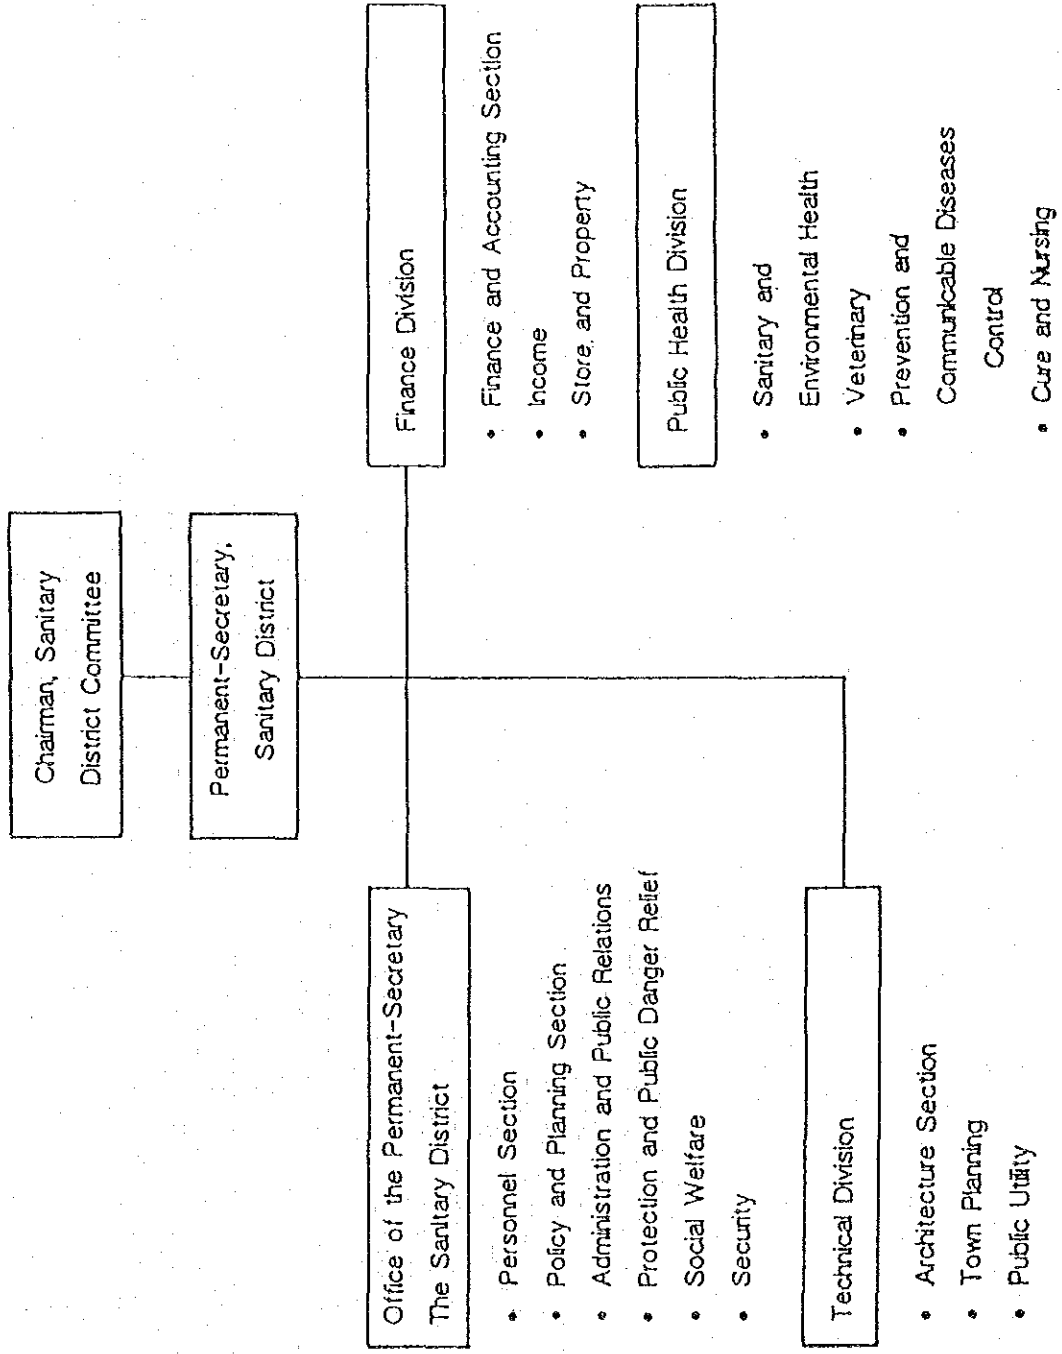 Chairman, Sanitary
District Committee
Permanent-Secretary,
Sanitary District
Office of the Permanent-Secretary
The Sanitary District
• Personnel Section
• Policy and Planning Section
• Administration and Public Relations
• Protection and Public Danger Relief
• Social Welfare
• Security
Finance Division
• Finance and Accounting Section
• Income
• Store, and Property
Technical Division
• Architecture Section
• Town Planning
• Public Utility
Public Health Division
• Sanitary and
Environmental Health
• Veterinary
• Prevention and
Communicable Diseases
Control
• Cure and Nursing